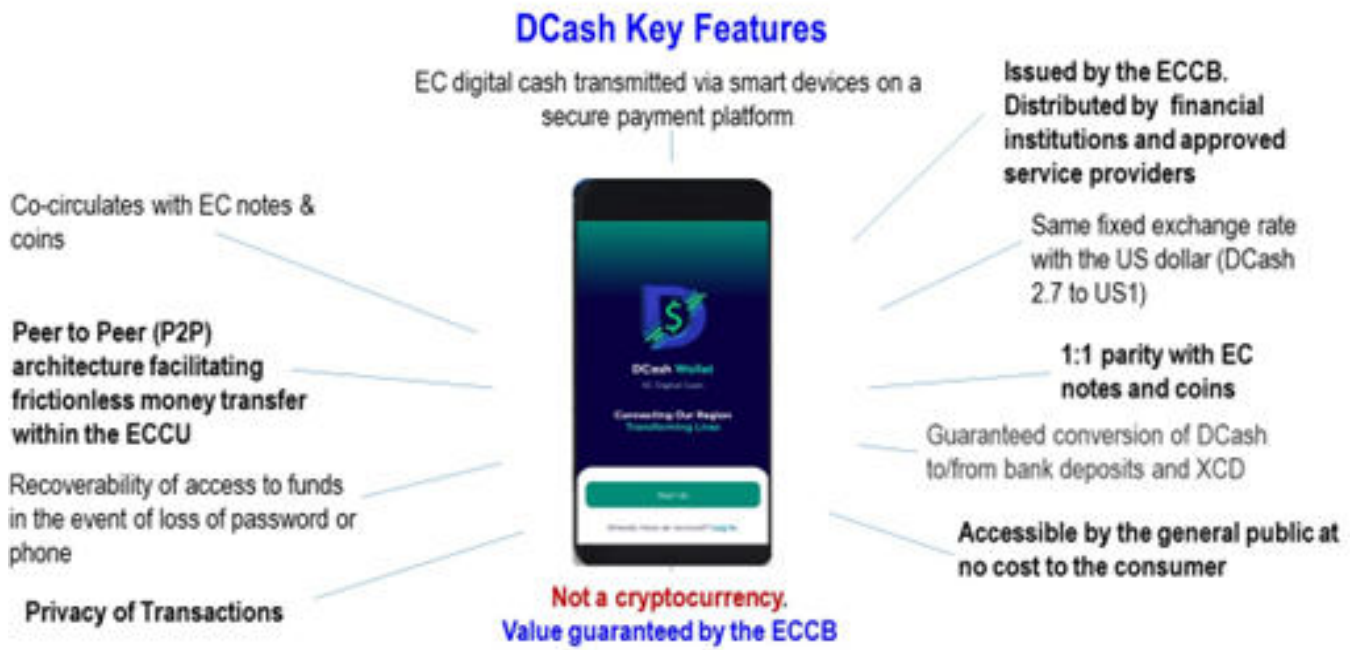 DCash Key Features
EC digital cash transmitted via smart devices on a
secure payment platform
Issued by the ECCB.
Distributed by financial
institutions and approved
service providers
Co-circulates with EC notes &
coins
Same fixed exchange rate
with the US dollar (DCash
2.7 to US1)
Peer to Peer (P2P)
architecture facilitating
frictionless money transfer
within the ECCU
1:1 parity with EC
notes and coins
Guaranteed conversion of DCash
to/from bank deposits and XCD
Recoverability of access to funds
in the event of loss of password or
phone
Accessible by the general public at
no cost to the consumer
Privacy of Transactions
$
DCash Wallet
EC Digital Cash
Connecting Our Region
Transforming Lives
Sign Up
Already have an account? Log In
Not a cryptocurrency.
Value guaranteed by the ECCB